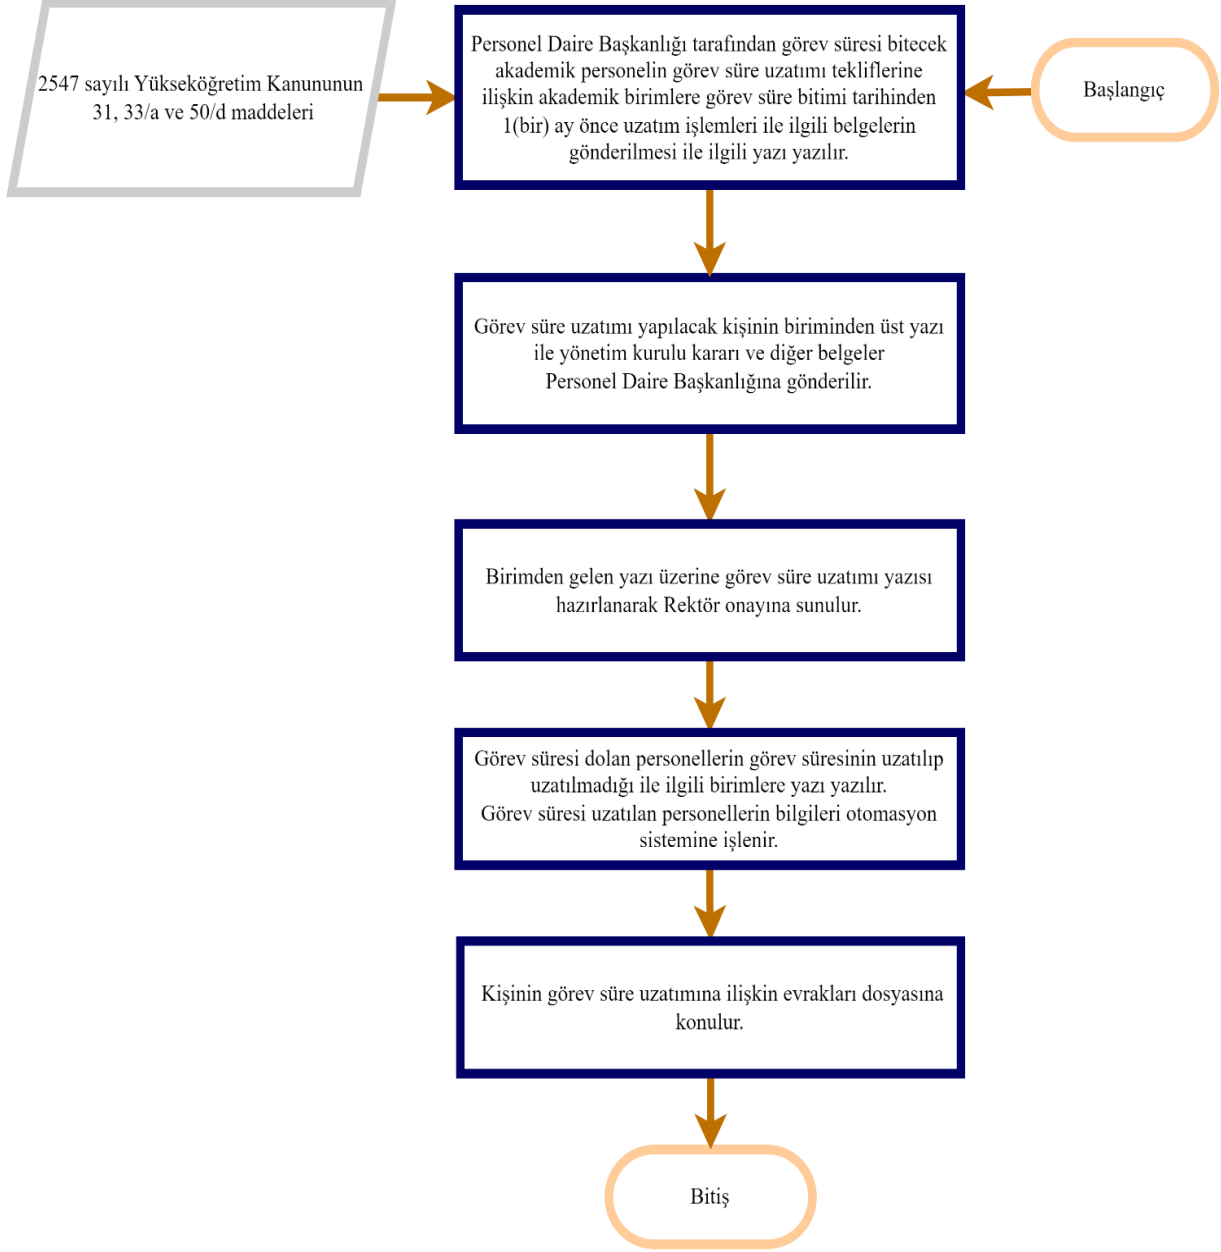 2547 sayılı Yükseköğretim Kanununun
31, 33/a ve 50/d maddeleri
Personel Daire Başkanlığı tarafından görev süresi bitecek
akademik personelin görev süre uzatımı tekliflerine
ilişkin akademik birimlere görev süre bitimi tarihinden
1(bir) ay önce uzatım işlemleri ile ilgili belgelerin
gönderilmesi ile ilgili yazı yazılır.
Başlangıç
Görev süre uzatımı yapılacak kişinin biriminden üst yazı
ile yönetim kurulu kararı ve diğer belgeler
Personel Daire Başkanlığına gönderilir.
Birimden gelen yazı üzerine görev süre uzatımı yazısı
hazırlanarak Rektör onayına sunulur.
Görev süresi dolan personellerin görev süresinin uzatılıp
uzatılmadığı ile ilgili birimlere yazı yazılır.
Görev süresi uzatılan personellerin bilgileri otomasyon
sistemine işlenir.
Kişinin görev süre uzatımına ilişkin evrakları dosyasına
konulur.
Bitiş